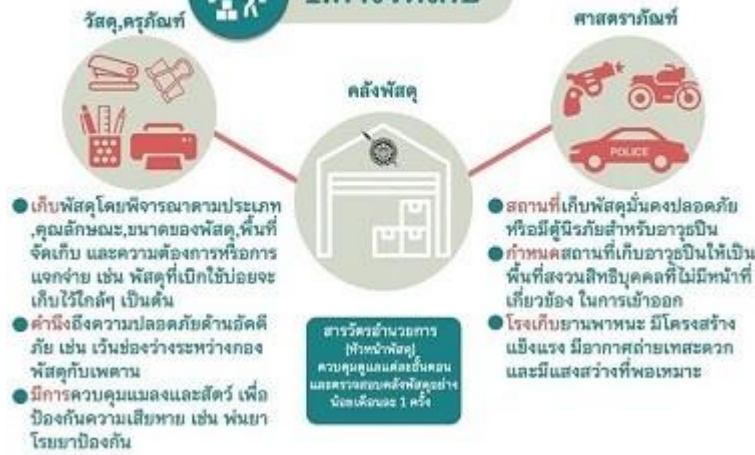 วัสดุ,ครุภัณฑ์
ศาสตราภัณฑ์
คลังพัสดุ
POLICE
เก็บพัสดุโดยพิจารณาตามประเภท
,คุณลักษณะ,ขนาดของพัสดุ,พื้นที่
จัดเก็บ และความต้องการหรือการ
แจกจ่าย เช่น พัสดุที่เบิกใช้บ่อยจะ
เก็บไว้ใกล้ๆ เป็นต้น
คำนึงถึงความปลอดภัยด้านอัคคี
ภัย เช่น เว้นช่องว่างระหว่างกอง
พัสดุกับเพดาน
มีการควบคุมแมลงและสัตว์ เพื่อ
ป้องกันความเสียหาย เช่น พ่นยา
โรยยาป้องกัน
สารวัตรอำนวยการ
(หัวหน้าพัสดุ)
ควบคุมดูแลแต่ละขั้นตอน
และตรวจสอบคลังพัสดุอย่าง
น้อยเดือนละ 1 ครั้ง
สถานที่เก็บพัสดุมั่นคงปลอดภัย
หรือมีตู้นิรภัยสำหรับอาวุธปืน
กำหนดสถานที่เก็บอาวุธปืนให้เป็น
พื้นที่สงวนสิทธิบุคคลที่ไม่มีหน้าที่
เกี่ยวข้อง ในการเข้าออก
โรงเก็บยานพาหนะ มีโครงสร้าง
แข็งแรง มีอากาศถ่ายเทสะดวก
และมีแสงสว่างที่พอเหมาะ